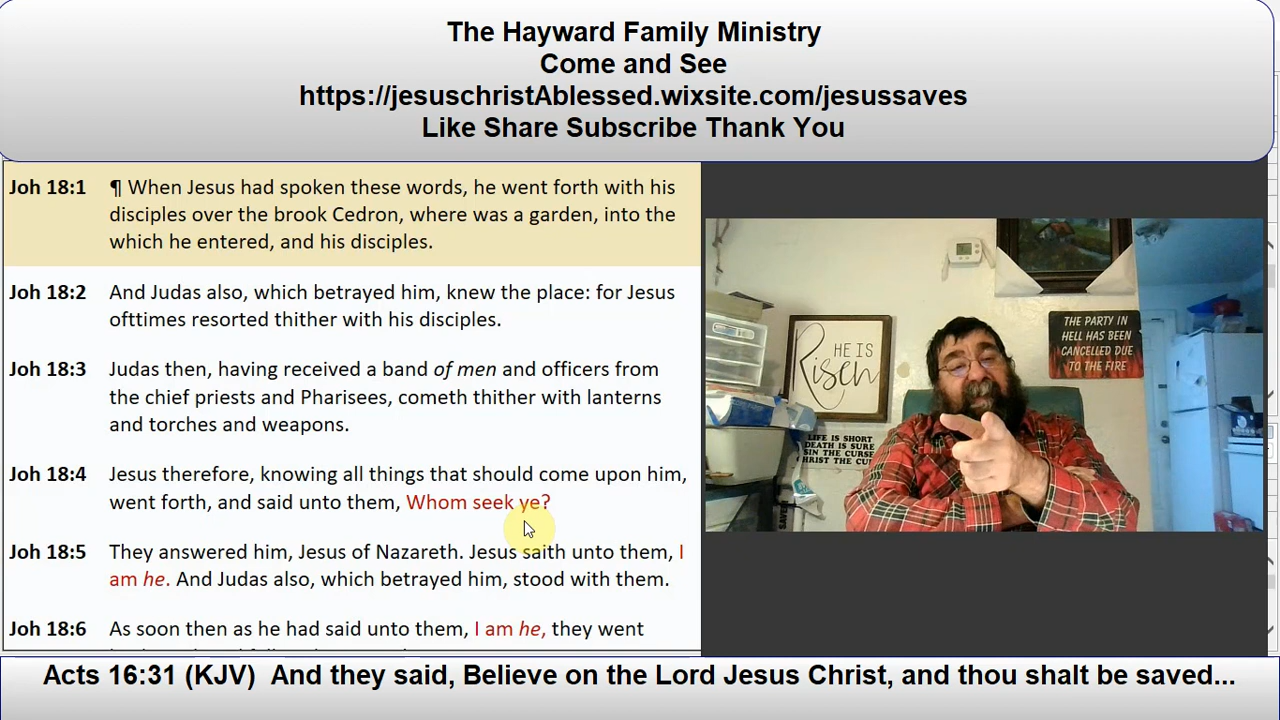 The Hayward Family Ministry
Come and See
https://jesuschristAblessed.wixsite.com/jesussaves
Like Share Subscribe Thank You
Joh 18:1 ¶ When Jesus had spoken these words, he went forth with his
disciples over the brook Cedron, where was a garden, into the
which he entered, and his disciples.
Joh 18:2 And Judas also, which betrayed him, knew the place: for Jesus
ofttimes resorted thither with his disciples.
Joh 18:3 Judas then, having received a band of men and officers from
the chief priests and Pharisees, cometh thither with lanterns
and torches and weapons.
Joh 18:4 Jesus therefore, knowing all things that should come upon him,
went forth, and said unto them, Whom seek ye?
Joh 18:5 They answered him, Jesus of Nazareth. Jesus saith unto them, I
am he. And Judas also, which betrayed him, stood with them.
Joh 18:6 As soon then as he had said unto them, I am he, they went
HE IS
Risen
THE PARTY IN
HELL HAS BEEN
CANCELLED DUE
TO THE FIRE
LIFE IS SHORT
DEATH IS SURE
SIN THE CURSE
HRIST THE CU
Acts 16:31 (KJV) And they said, Believe on the Lord Jesus Christ, and thou shalt be saved...